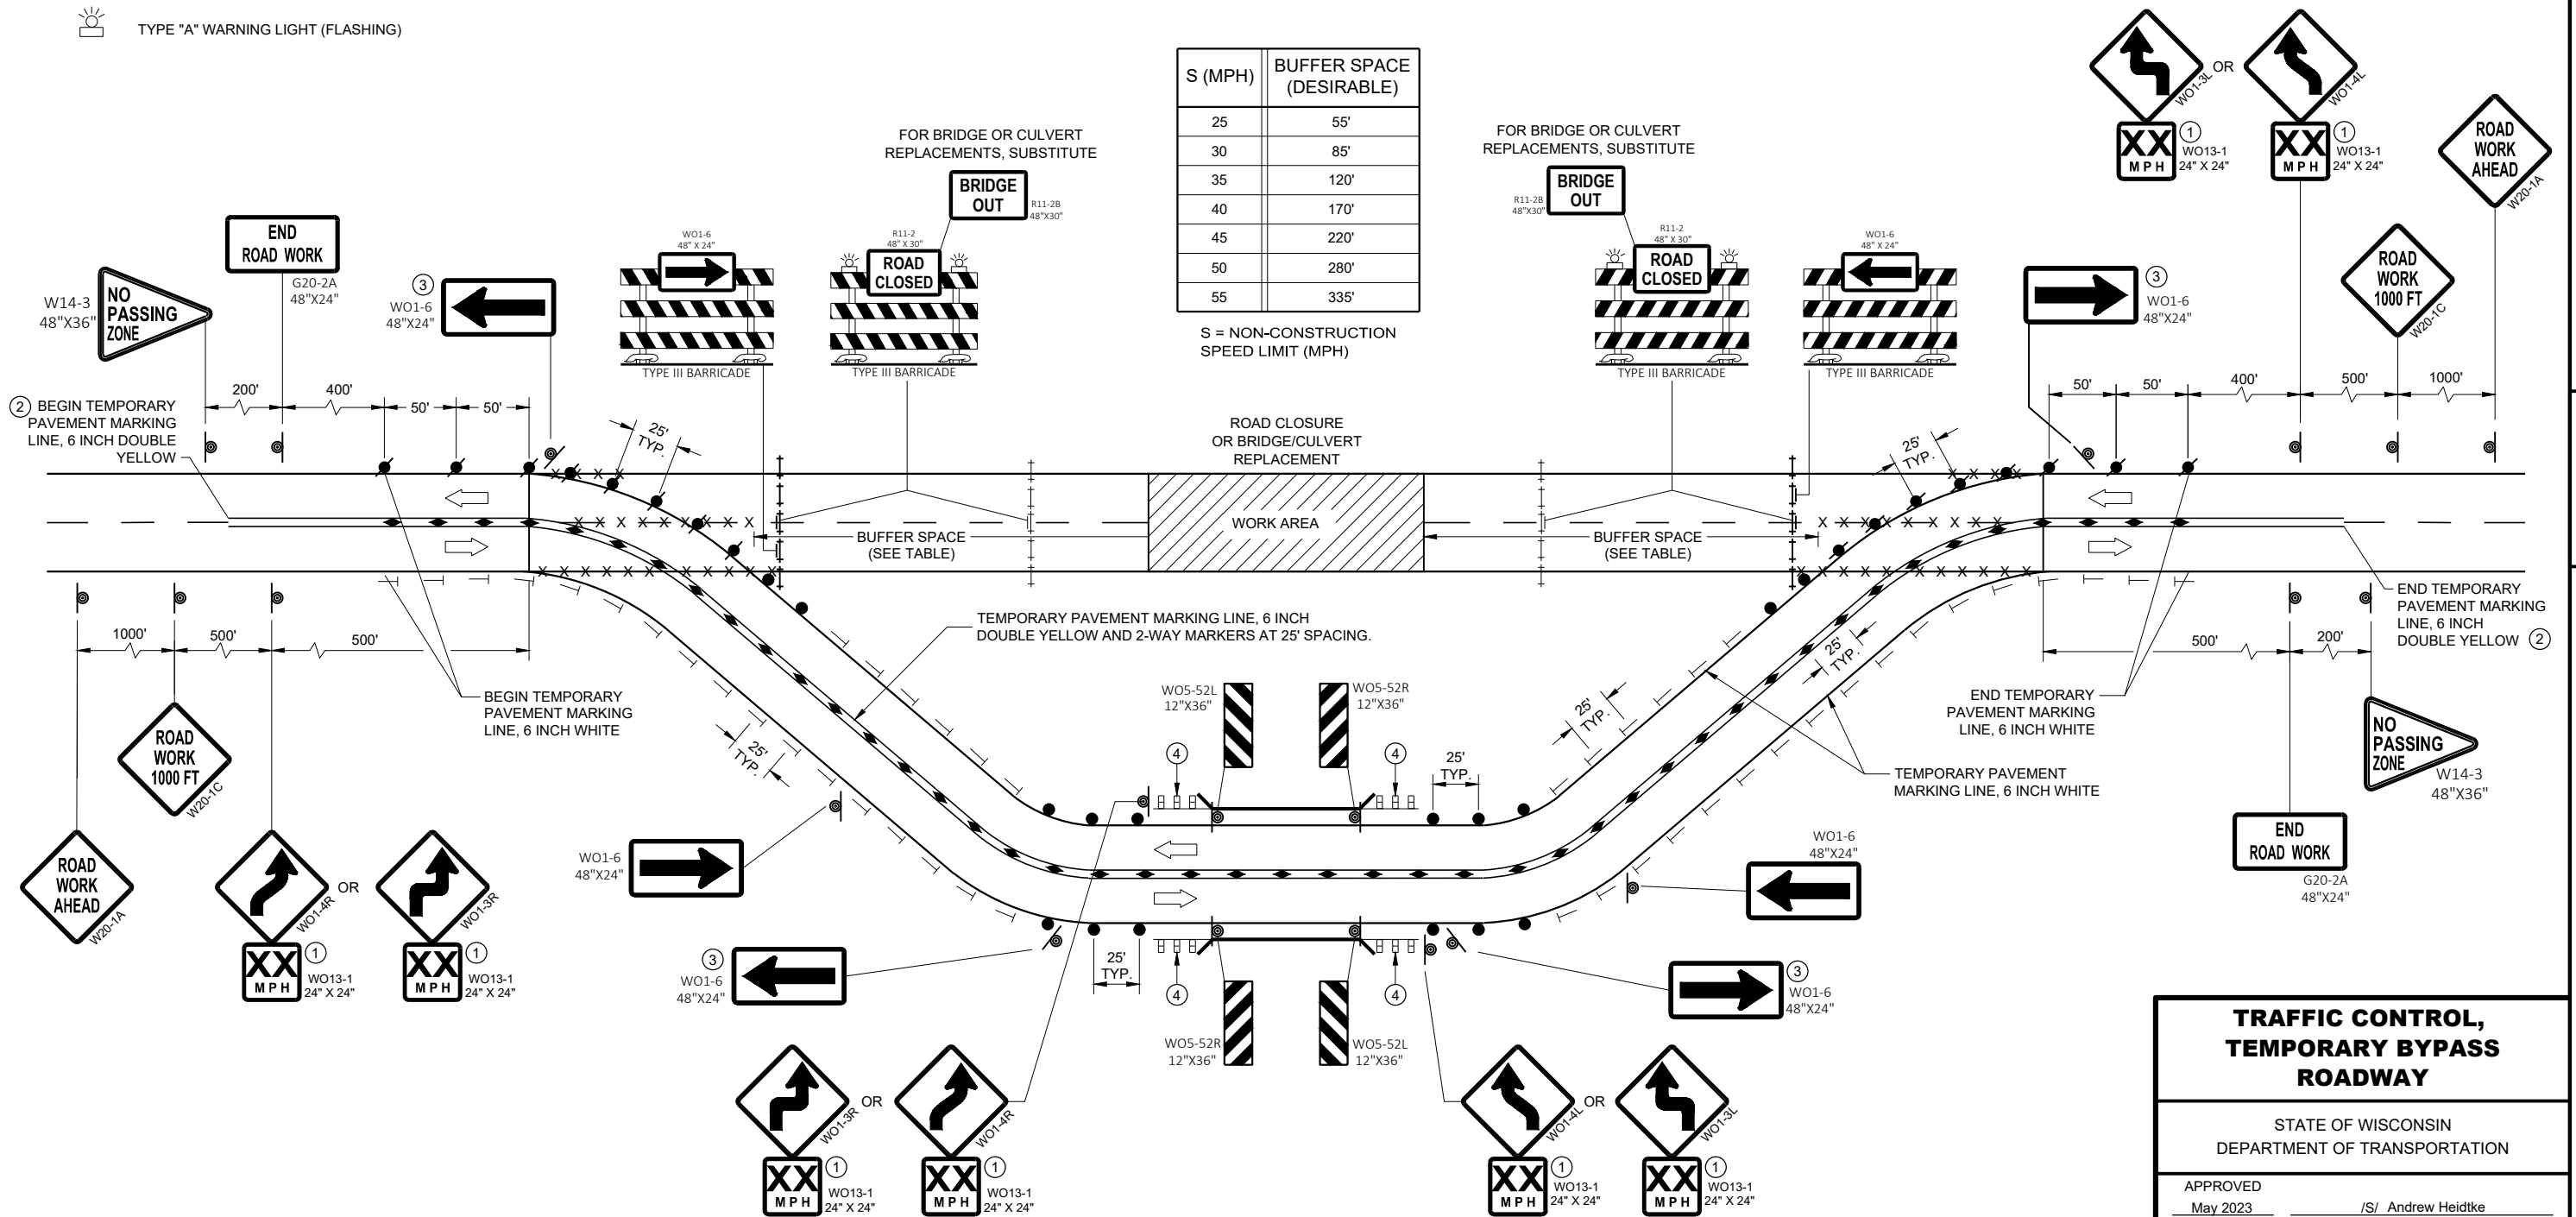 TYPE "A" WARNING LIGHT (FLASHING)
S (MPH)
BUFFER SPACE
(DESIRABLE)
25
55'
30
85'
35
120'
40
170'
45
220'
50
280'
55
335'
S = NON-CONSTRUCTION
SPEED LIMIT (MPH)
FOR BRIDGE OR CULVERT
REPLACEMENTS, SUBSTITUTE
BRIDGE
OUT
R11-2B
48"X30"
FOR BRIDGE OR CULVERT
REPLACEMENTS, SUBSTITUTE
BRIDGE
OUT
R11-2B
48"X30"
WO1-3L
OR
WO1-4L
XX
MPH
1
WO13-1
24" X 24"
XX
MPH
1
WO13-1
24" X 24"
ROAD
WORK
AHEAD
W20-1A
ROAD
WORK
1000 FT
W20-1C
W14-3
48"X36"
NO
PASSING
ZONE
END
ROAD WORK
G20-2A
48"X24"
3
WO1-6
48"X24"
WO1-6
48" X 24"
TYPE III BARRICADE
R11-2
48" X 30"
ROAD
CLOSED
TYPE III BARRICADE
R11-2
48" X 30"
ROAD
CLOSED
TYPE III BARRICADE
WO1-6
48" X 24"
TYPE III BARRICADE
3
WO1-6
48"X24"
200'
400'
50'
50'
50'
50'
400'
500'
1000'
2 BEGIN TEMPORARY
PAVEMENT MARKING
LINE, 6 INCH DOUBLE
YELLOW
25'
TYP.
ROAD CLOSURE
OR BRIDGE/CULVERT
REPLACEMENT
25'
TYP.
WORK AREA
BUFFER SPACE
(SEE TABLE)
BUFFER SPACE
(SEE TABLE)
1000'
500'
500'
TEMPORARY PAVEMENT MARKING LINE, 6 INCH
DOUBLE YELLOW AND 2-WAY MARKERS AT 25' SPACING.
25'
TYP.
500'
200'
END TEMPORARY
PAVEMENT MARKING
LINE, 6 INCH
DOUBLE YELLOW 2
BEGIN TEMPORARY
PAVEMENT MARKING
LINE, 6 INCH WHITE
END TEMPORARY
PAVEMENT MARKING
LINE, 6 INCH WHITE
ROAD
WORK
1000 FT
W20-1C
25'
TYP.
WO5-52L
12"X36"
WO5-52R
12"X36"
4
4
25'
TYP.
25'
TYP.
TEMPORARY PAVEMENT
MARKING LINE, 6 INCH WHITE
NO
PASSING
ZONE
W14-3
48"X36"
ROAD
WORK
AHEAD
W20-1A
WO1-4R
OR
WO1-3R
XX
MPH
1
WO13-1
24" X 24"
XX
MPH
1
WO13-1
24" X 24"
WO1-6
48"X24"
WO1-6
48"X24"
END
ROAD WORK
G20-2A
48"X24"
3
WO1-6
48"X24"
25'
TYP.
4
4
3
WO1-6
48"X24"
WO5-52R
12"X36"
WO5-52L
12"X36"
WO1-3R
OR
WO1-4R
XX
MPH
1
WO13-1
24" X 24"
XX
MPH
1
WO13-1
24" X 24"
WO1-4L
OR
WO1-3L
XX
MPH
1
WO13-1
24" X 24"
XX
MPH
1
WO13-1
24" X 24"
TRAFFIC CONTROL,
TEMPORARY BYPASS
ROADWAY
STATE OF WISCONSIN
DEPARTMENT OF TRANSPORTATION
APPROVED
May 2023
/S/ Andrew Heidtke